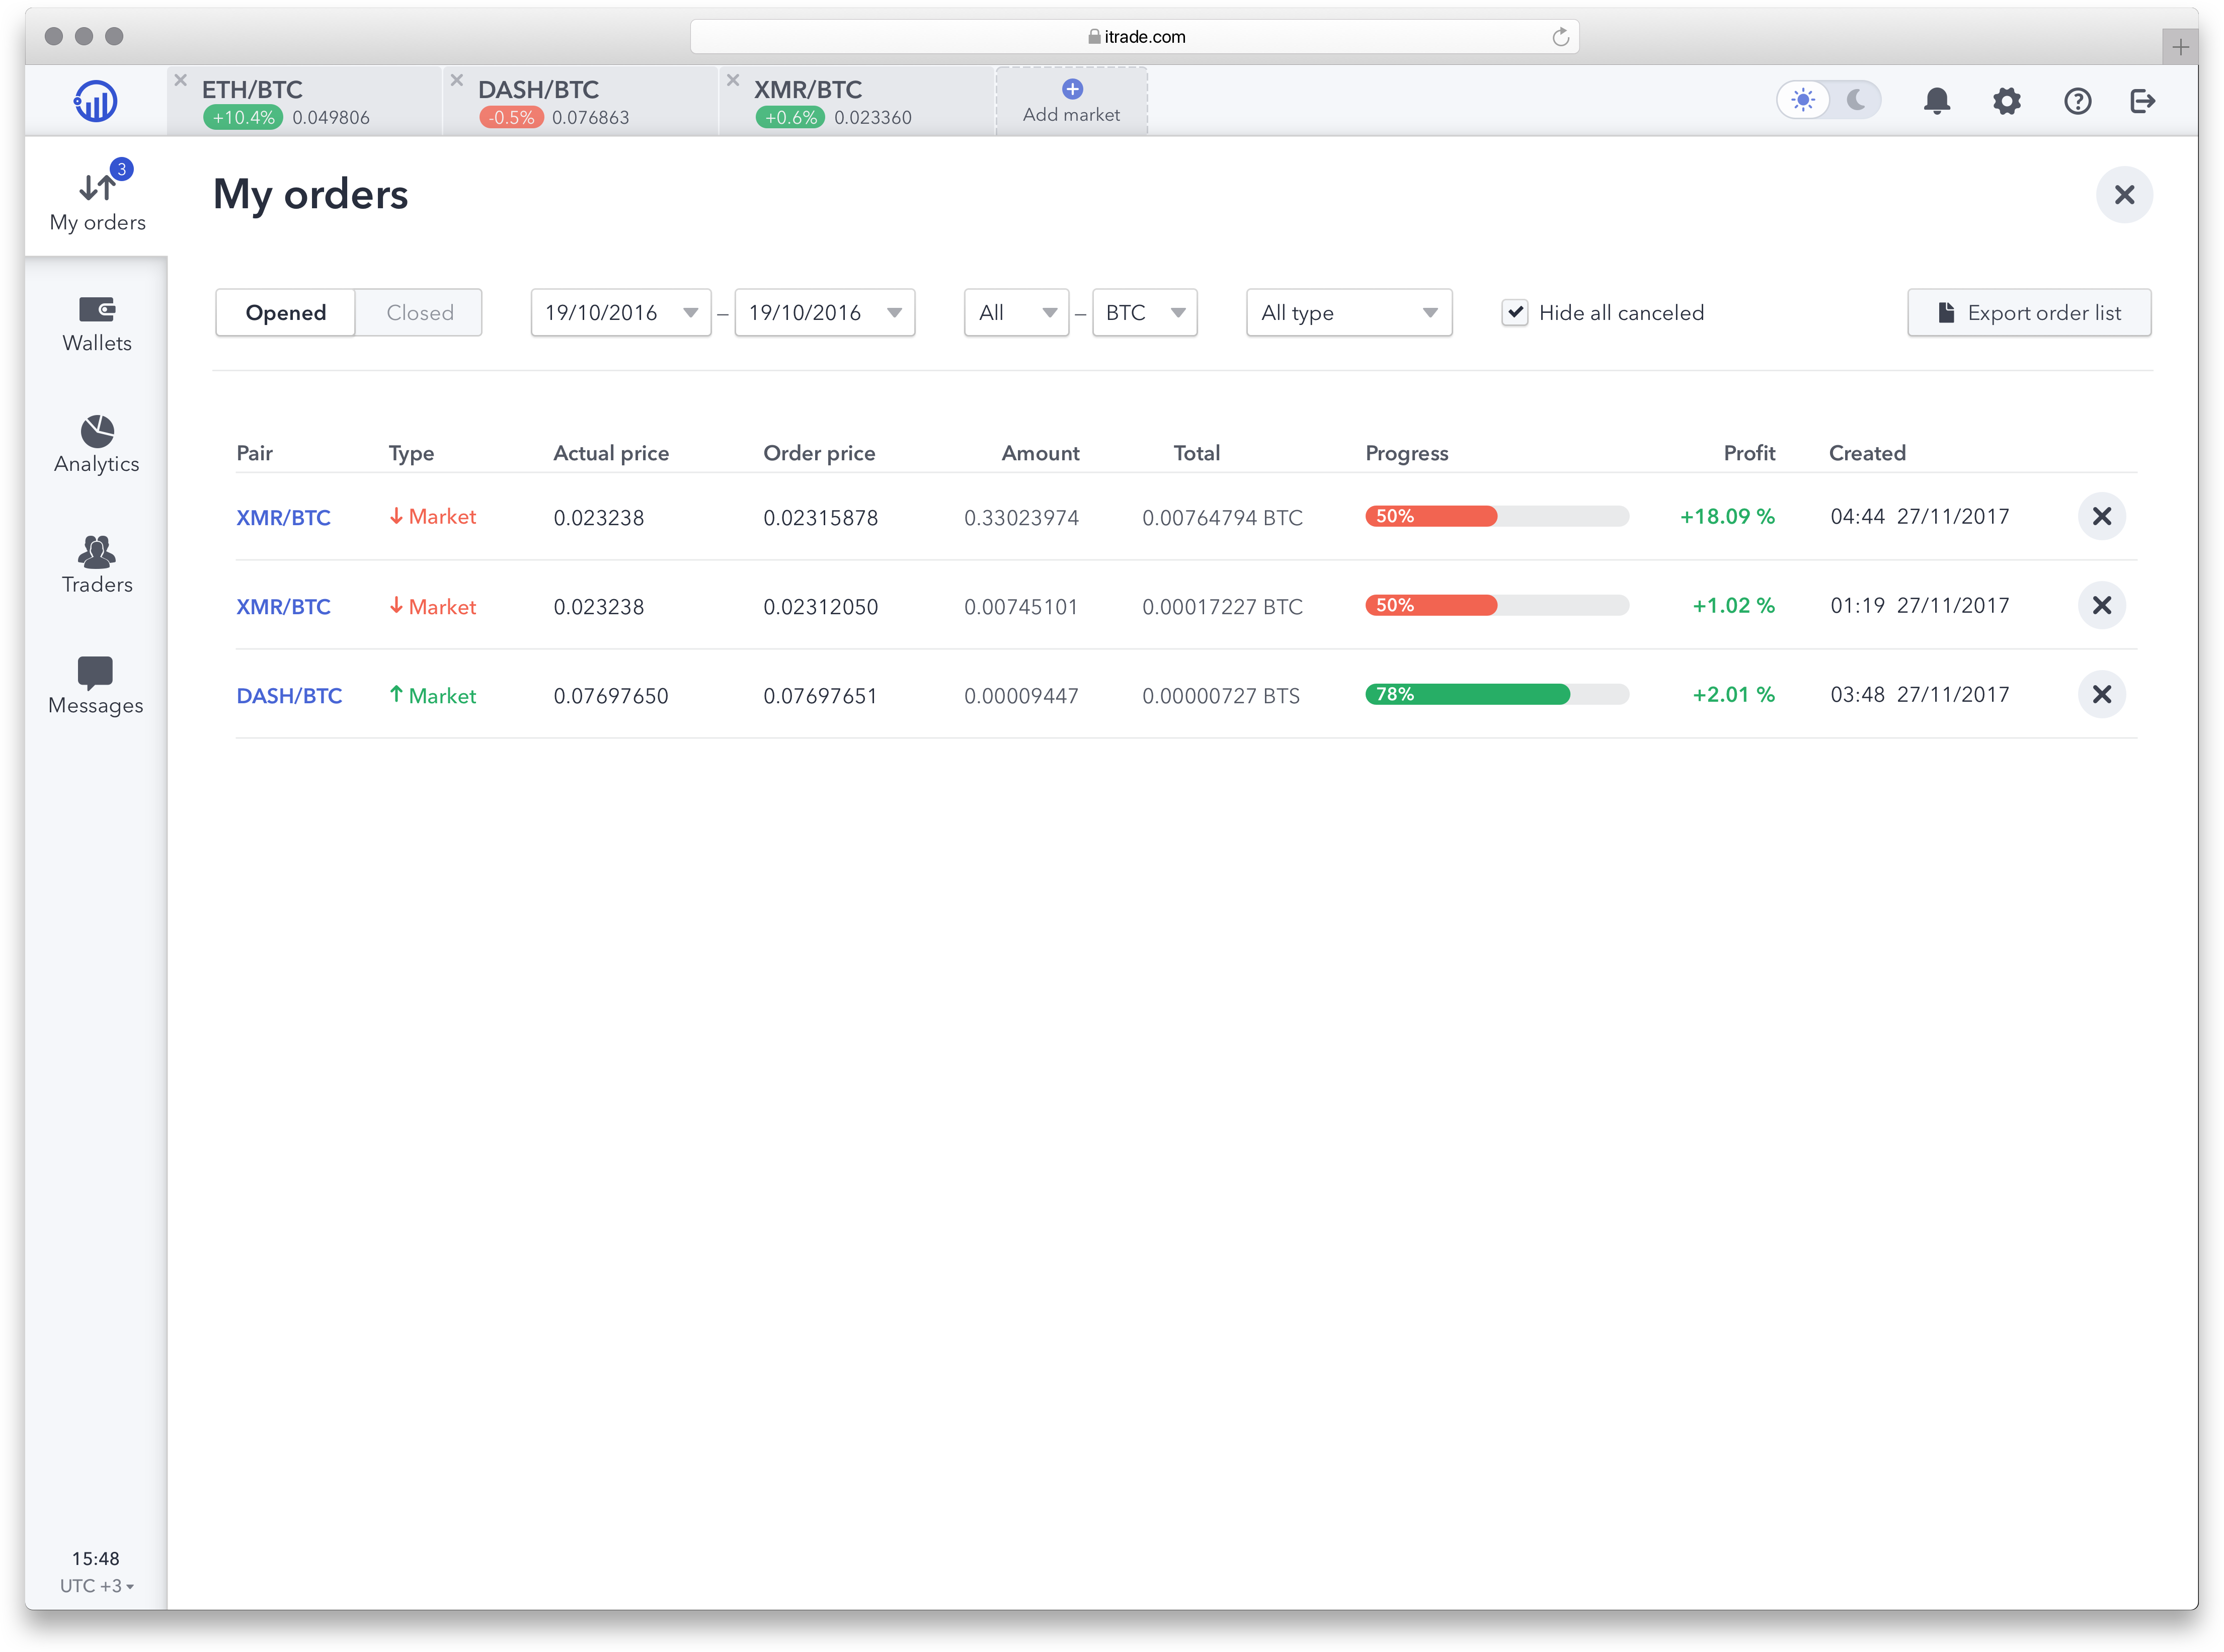 itrade.com
ETH/BTC
+10.4% 0.049806
DASH/BTC
-0.5% 0.076863
XMR/BTC
+0.6% 0.023360
Add market
3
My orders
Wallets
Analytics
Traders
Messages
15:48
UTC +3
My orders
Opened Closed 19/10/2016 – 19/10/2016 All – BTC All type Hide all canceled Export order list
Pair Type Actual price Order price Amount Total Progress Profit Created
XMR/BTC Market 0.023238 0.02315878 0.33023974 0.00764794 BTC 50% +18.09 % 04:44 27/11/2017
XMR/BTC Market 0.023238 0.02312050 0.00745101 0.00017227 BTC 50% +1.02 % 01:19 27/11/2017
DASH/BTC Market 0.07697650 0.07697651 0.00009447 0.00000727 BTS 78% +2.01 % 03:48 27/11/2017